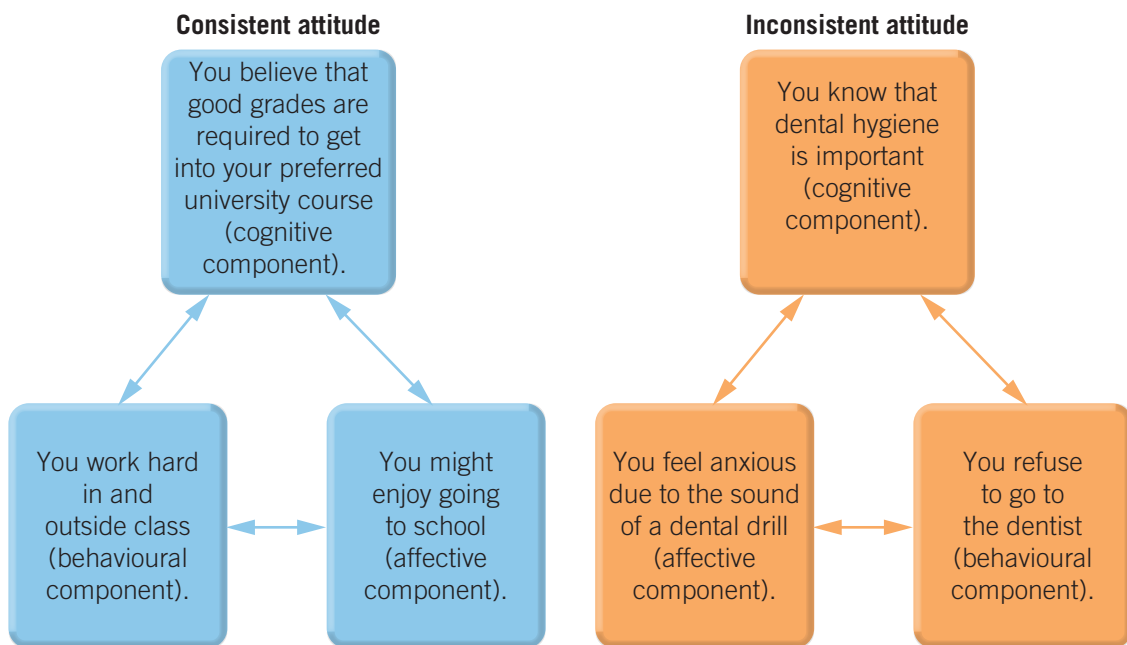 Consistent attitude
You believe that
good grades are
required to get
into your preferred
university course
(cognitive
component).
You work hard
in and
outside class
(behavioural
component).
You might
enjoy going
to school
(affective
component).
Inconsistent attitude
You know that
dental hygiene
is important
(cognitive
component).
You feel anxious
due to the sound
of a dental drill
(affective
component).
You refuse
to go to
the dentist
(behavioural
component).